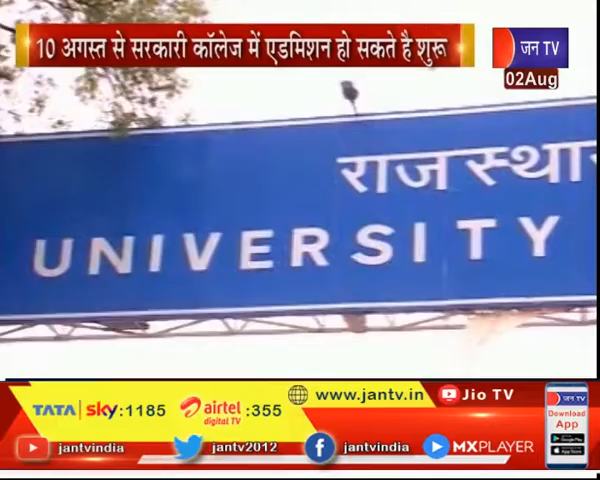 10 अगस्त से सरकारी कॉलेज में एडमिशन हो सकते है शुरू
जन TV
02Aug
राजस्था
UNIVERSITY
TATA sky:1185
airtel digital TV :355
www.jantv.in
Jio TV
जन TV
Download
App
jantvindia
jantv2012
jantvindia
MXPLAYER